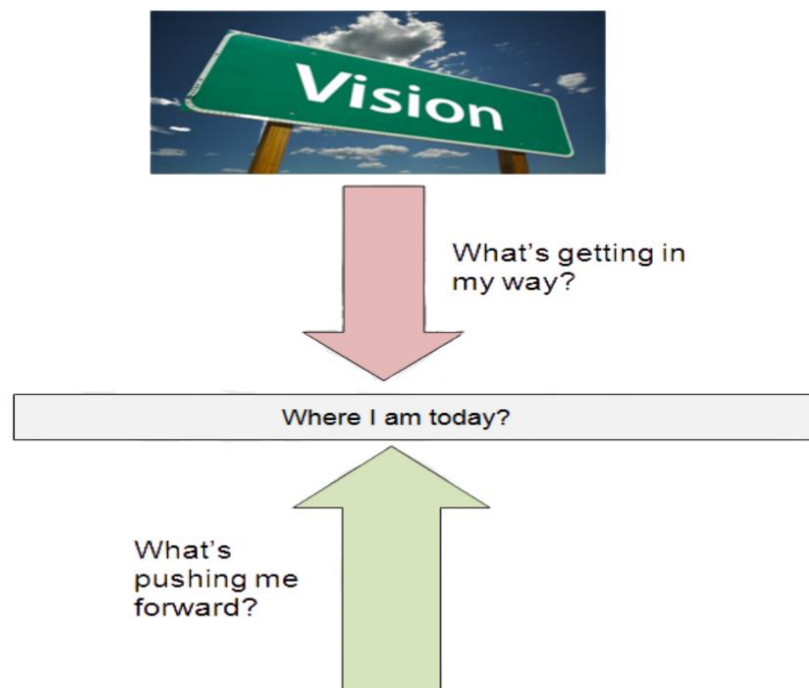 Vision
What's getting in
my way?
Where I am today?
What's
pushing me
forward?